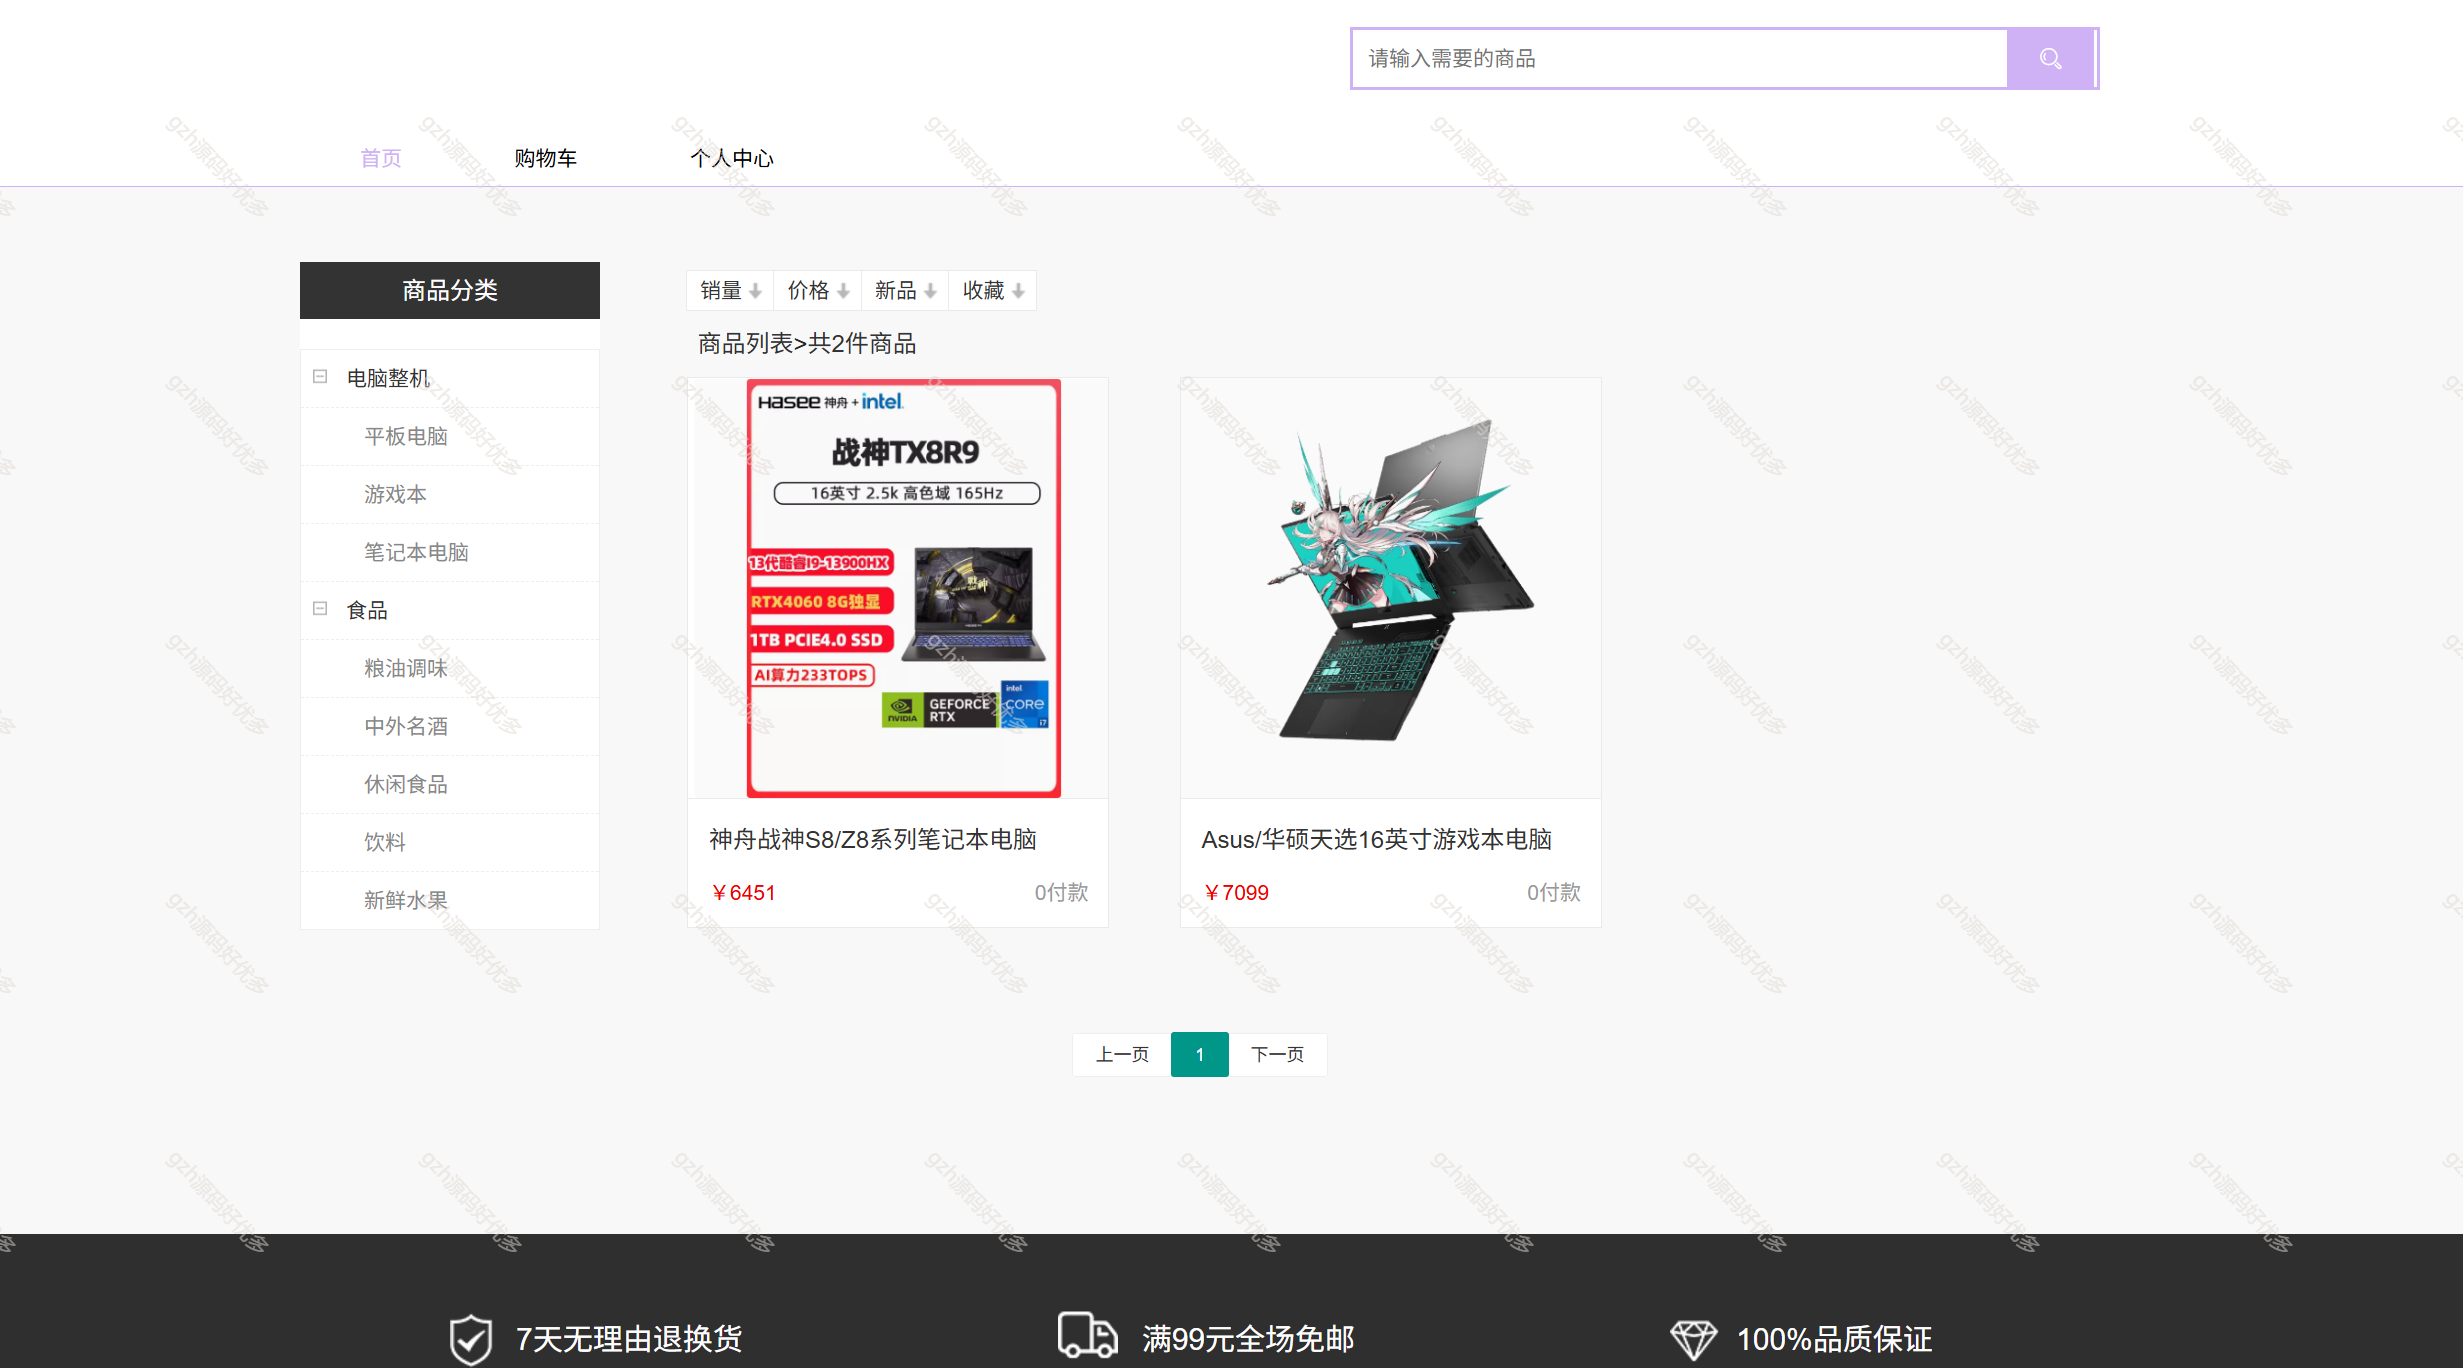 请输入需要的商品
首页
购物车
个人中心
商品分类
电脑整机
平板电脑
游戏本
笔记本电脑
食品
粮油调味
中外名酒
休闲食品
饮料
新鲜水果
销量
价格
新品
收藏
商品列表>共2件商品
Hasee 神舟 + intel.
战神TX8R9
16英寸 2.5k 高色域 165Hz
13代酷睿I9-13900HX
RTX4060 8G独显
1TB PCIE4.0 SSD
AI算力233TOPS
NVIDIA
GEFORCE
RTX
intel
CORE
i7
神舟战神S8/Z8系列笔记本电脑
￥6451
0付款
Asus/华硕天选16英寸游戏本电脑
￥7099
0付款
上一页
1
下一页
7天无理由退换货
满99元全场免邮
100%品质保证
gzh源码好优多